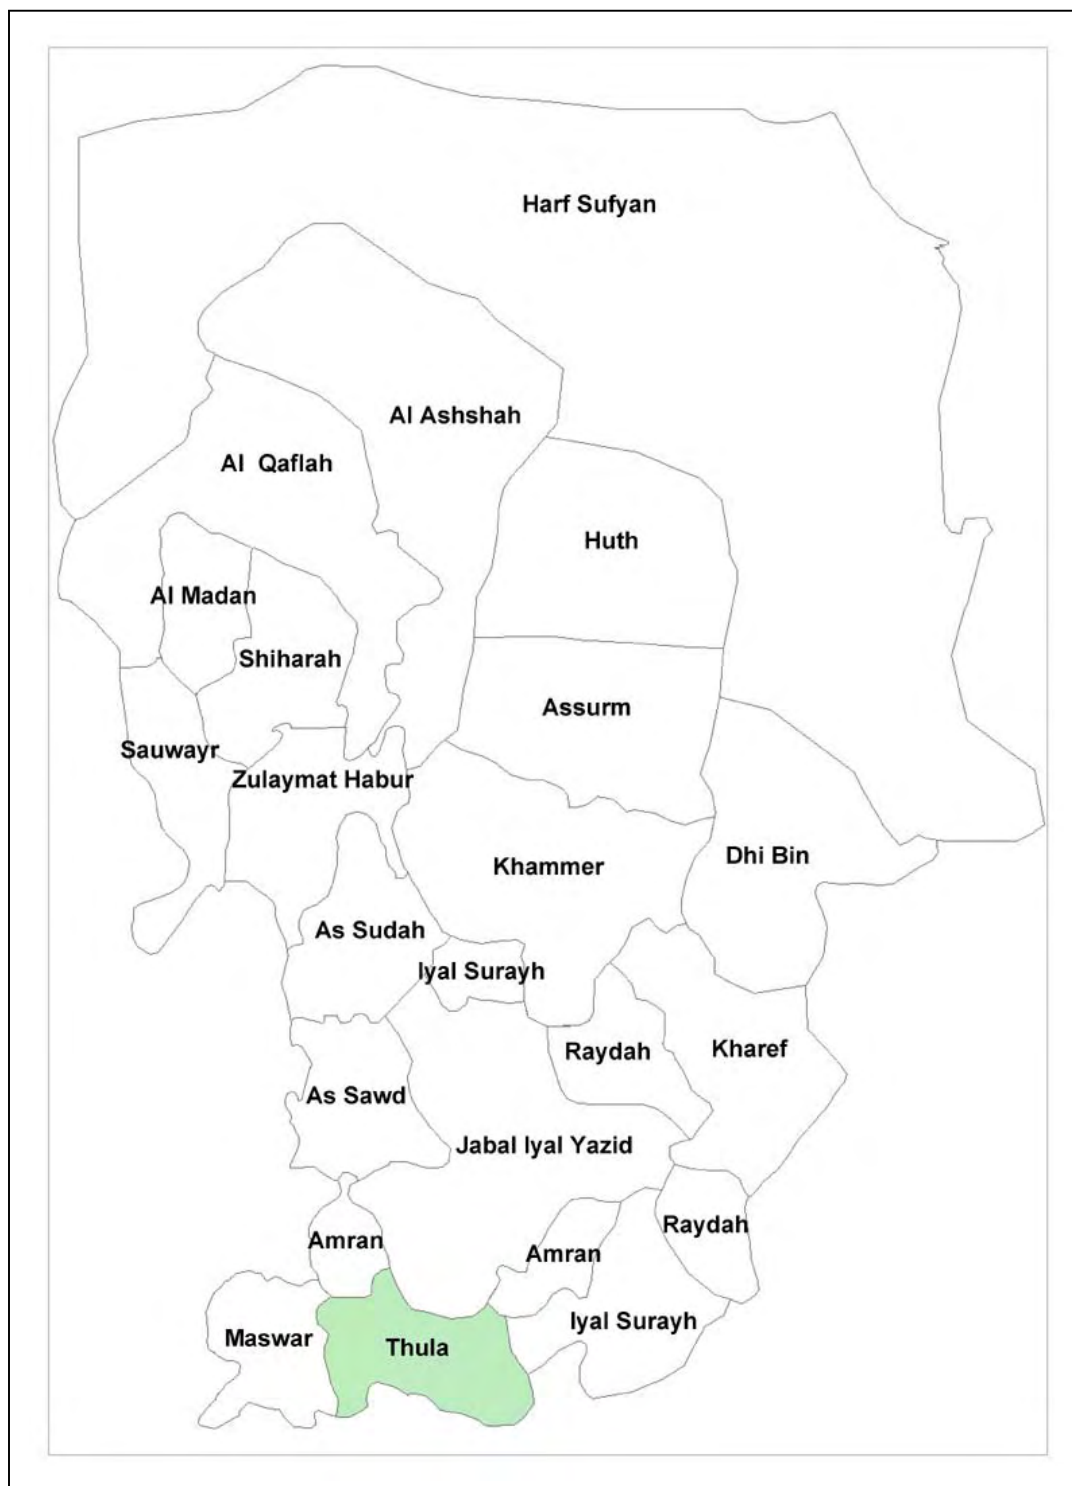 Harf Sufyan
Al Ashshah
Al Qaflah
Huth
Al Madan
Shiharah
Assurm
Sauwayr
Zulaymat Habur
Dhi Bin
Khammer
As Sudah
Iyal Surayh
Raydah
Kharef
As Sawd
Jabal Iyal Yazid
Raydah
Amran
Amran
Iyal Surayh
Maswar
Thula